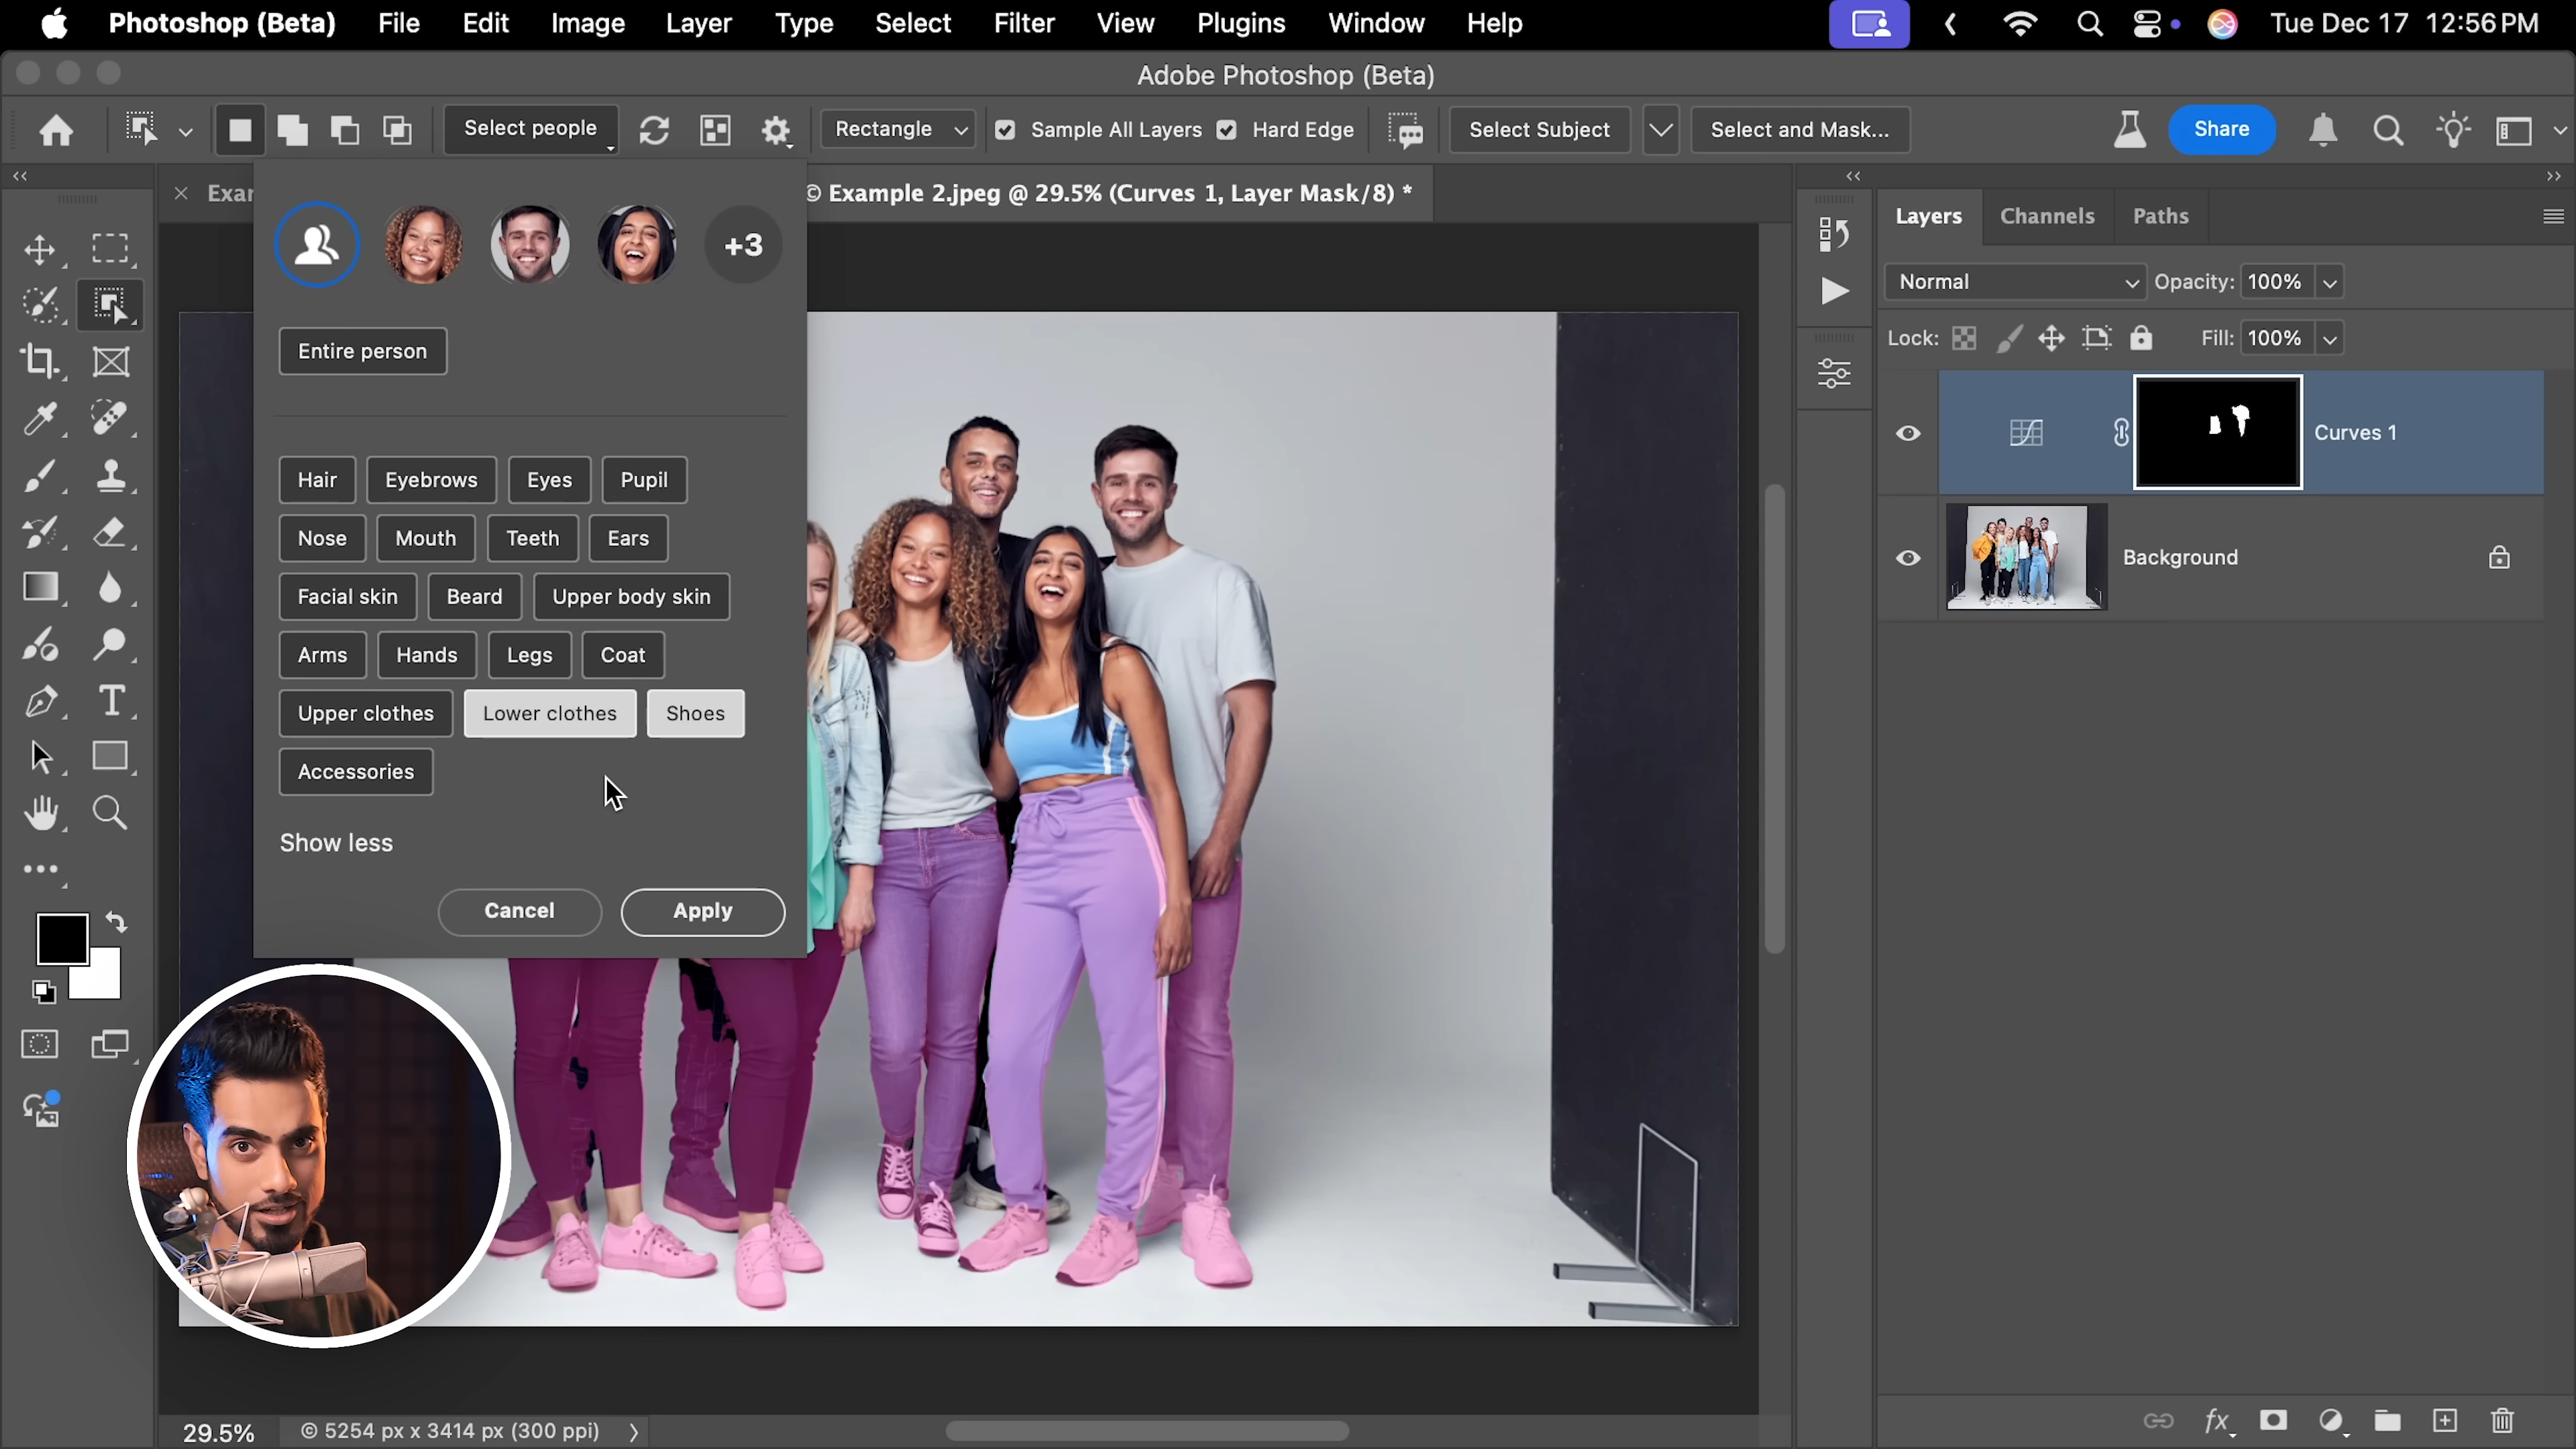 Photoshop (Beta) File Edit Image Layer Type Select Filter View Plugins Window Help Tue Dec 17 12:56 PM
Adobe Photoshop (Beta)
Select people Rectangle Sample All Layers Hard Edge Select Subject Select and Mask... Share
Exar
© Example 2.jpeg @ 29.5% (Curves 1, Layer Mask/8) *
+3
Entire person
Hair Eyebrows Eyes Pupil
Nose Mouth Teeth Ears
Facial skin Beard Upper body skin
Arms Hands Legs Coat
Upper clothes Lower clothes Shoes
Accessories
Show less
Cancel Apply
Layers Channels Paths
Normal Opacity: 100%
Lock: Fill: 100%
Curves 1
Background
fx
29.5% © 5254 px x 3414 px (300 ppi)